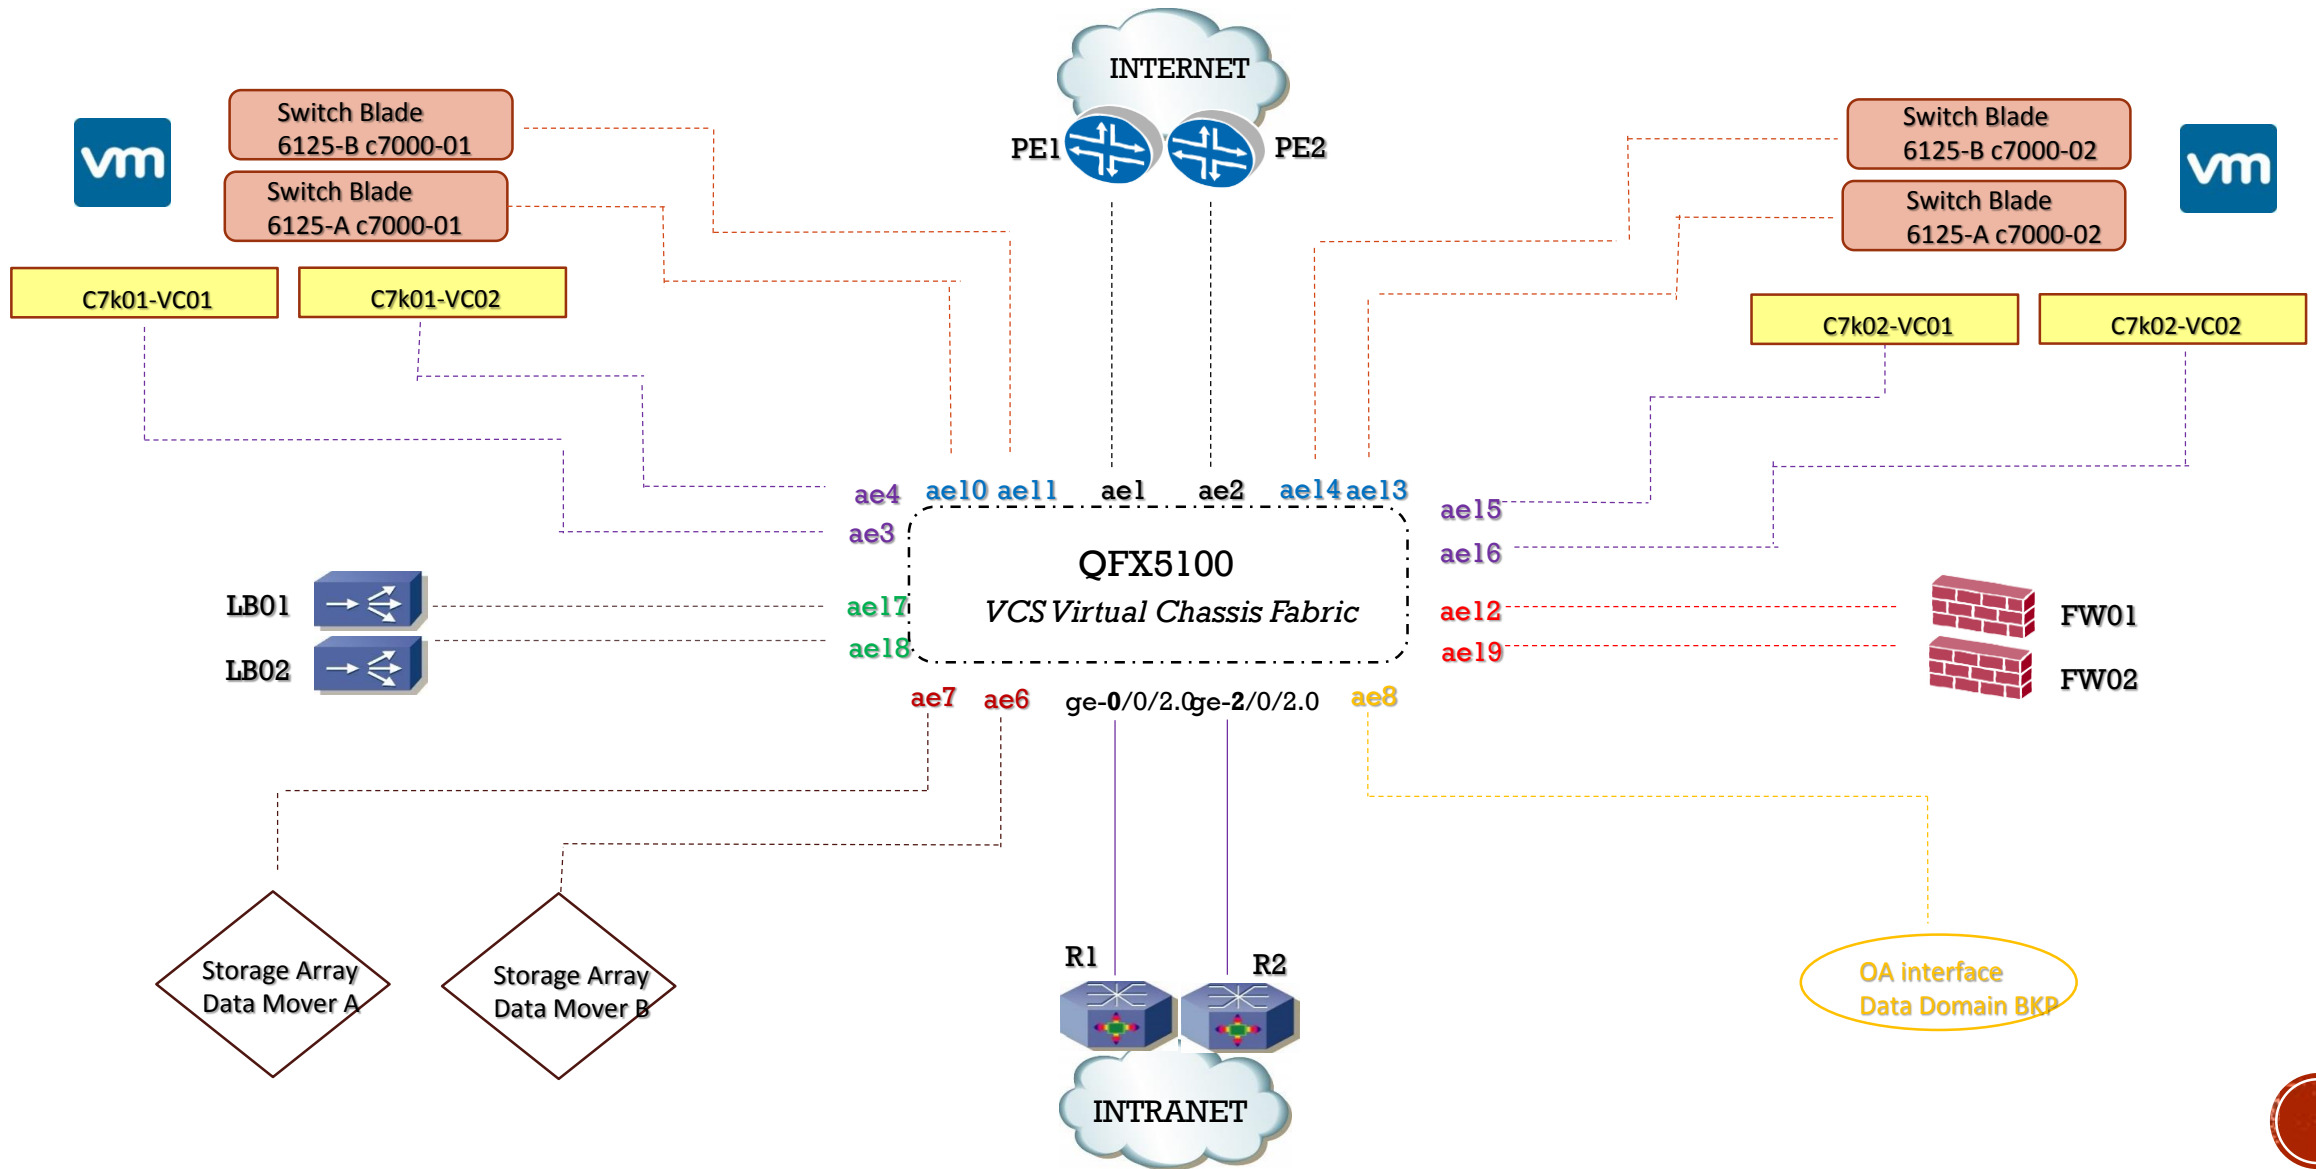 INTERNET
PE1
PE2
vm
Switch Blade
6125-B c7000-01
Switch Blade
6125-A c7000-01
Switch Blade
6125-B c7000-02
Switch Blade
6125-A c7000-02
vm
C7k01-VC01
C7k01-VC02
C7k02-VC01
C7k02-VC02
ae4
ae10
ae11
ae1
ae2
ae14
ae13
ae15
ae3
ae16
QFX5100
VCS Virtual Chassis Fabric
LB01
ae17
ae12
FW01
LB02
ae18
ae19
FW02
ae7
ae6
ge-0/0/2.0
ge-2/0/2.0
ae8
R1
R2
Storage Array
Data Mover A
Storage Array
Data Mover B
OA interface
Data Domain BKP
INTRANET